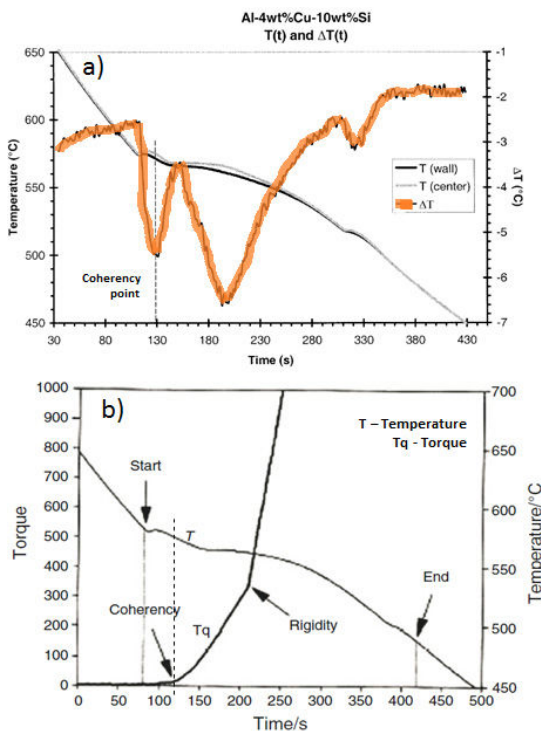 Al-4wt%Cu-10wt%Si
T(t) and ΔT(t)
a)
650
600
550
500
450
Temperature (°C)
-1
-2
-3
-4
-5
-6
-7
ΔT (°C)
T (wall)
T (center)
ΔT
Coherency
point
30 80 130 180 230 280 330 380 430
Time (s)
b)
1000
900
800
700
600
500
400
300
200
100
0
Torque
700
650
600
550
500
450
Temperature/°C
T – Temperature
Tq - Torque
Start
T
Coherency
Tq
Rigidity
End
0 50 100 150 200 250 300 350 400 450 500
Time/s